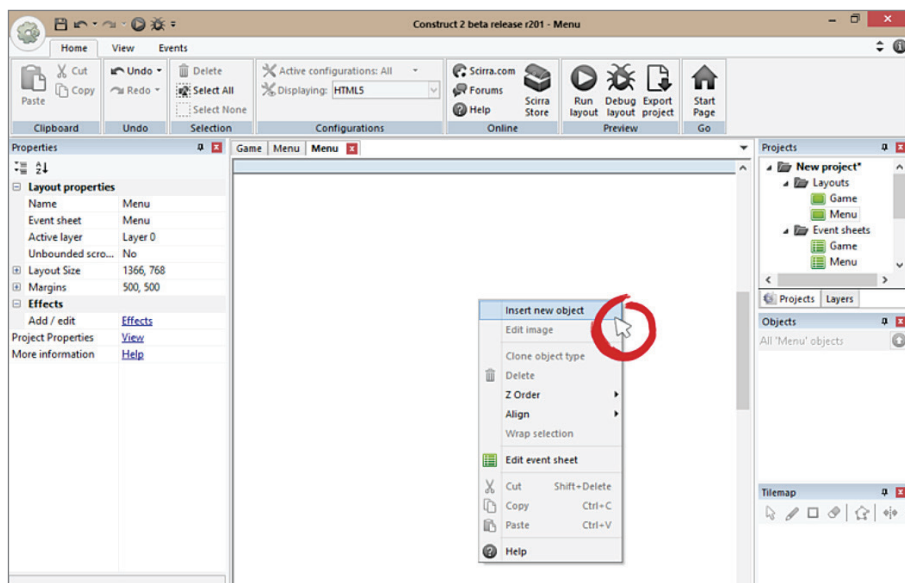 Construct 2 beta release r201 - Menu
Home View Events
Paste
Cut
Copy
Clipboard
Undo
Redo
Undo
Delete
Select All
Select None
Selection
Active configurations: All
Displaying: HTML5
Configurations
Scirra.com
Forums
Help
Scirra Store
Online
Run layout
Debug layout
Export project
Preview
Start Page
Go
Properties
Layout properties
Name Menu
Event sheet Menu
Active layer Layer 0
Unbounded scro... No
Layout Size 1366, 768
Margins 500, 500
Effects
Add / edit Effects
Project Properties View
More information Help
Game Menu Menu
Insert new object
Edit image
Clone object type
Delete
Z Order
Align
Wrap selection
Edit event sheet
Cut Shift+Delete
Copy Ctrl+C
Paste Ctrl+V
Help
Projects
New project*
Layouts
Game
Menu
Event sheets
Game
Menu
Projects Layers
Objects
All 'Menu' objects
Tilemap